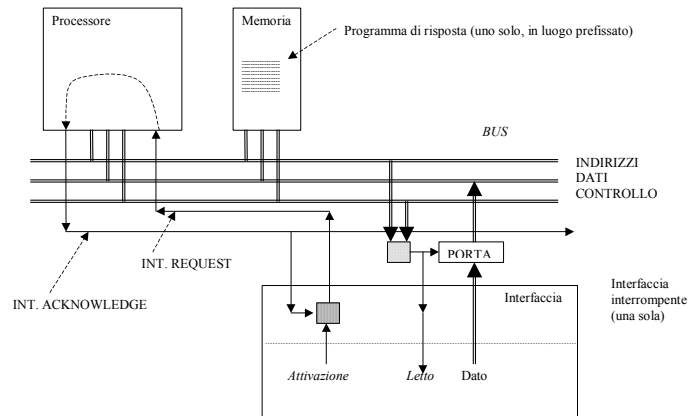 Processore
Memoria
Programma di risposta (uno solo, in luogo prefissato)
BUS
INDIRIZZI
DATI
CONTROLLO
INT. REQUEST
PORTA
INT. ACKNOWLEDGE
Interfaccia
Interfaccia
interrompente
(una sola)
Attivazione
Letto
Dato